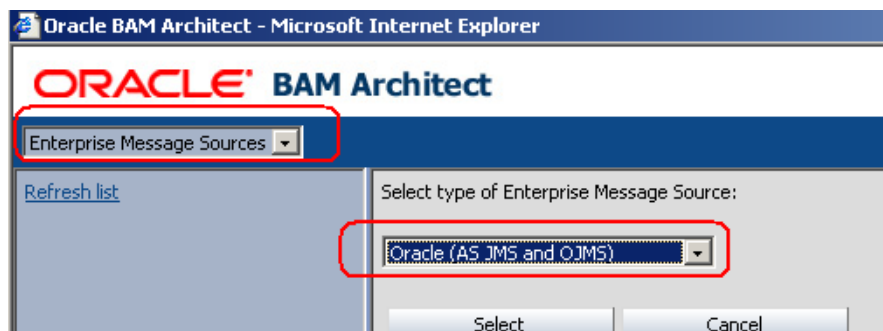 Oracle BAM Architect - Microsoft Internet Explorer
ORACLE BAM Architect
Enterprise Message Sources
Refresh list
Select type of Enterprise Message Source:
Oracle (AS JMS and OJMS)
Select Cancel